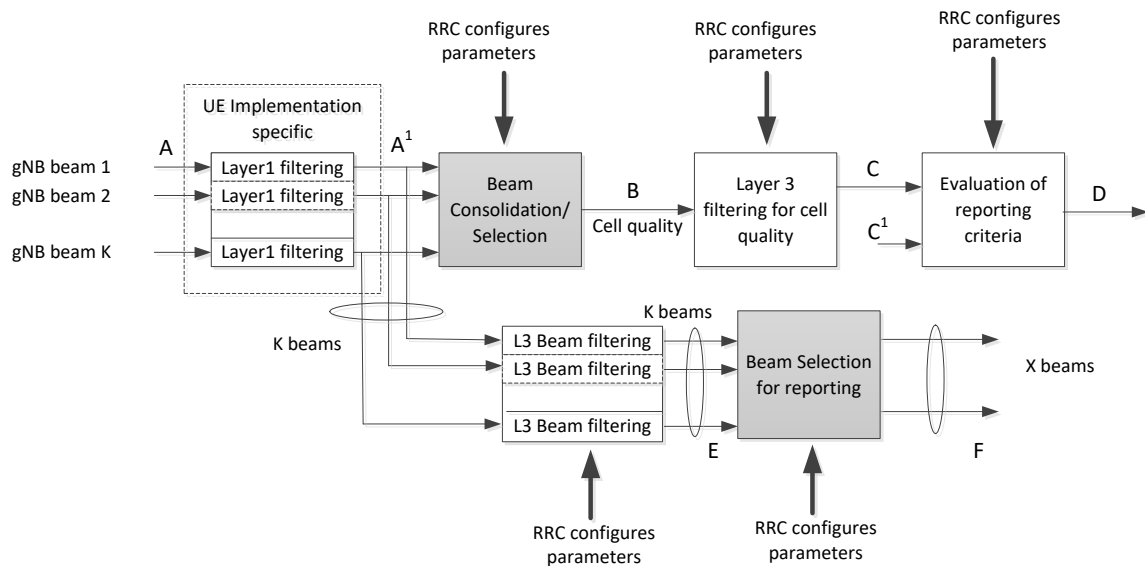 RRC configures
parameters
RRC configures
parameters
RRC configures
parameters
UE Implementation
specific
A
A1
gNB beam 1
Layer1 filtering
gNB beam 2
Layer1 filtering
gNB beam K
Layer1 filtering
Beam
Consolidation/
Selection
B
Cell quality
Layer 3
filtering for cell
quality
C
C1
Evaluation of
reporting
criteria
D
K beams
L3 Beam filtering
L3 Beam filtering
L3 Beam filtering
K beams
E
Beam Selection
for reporting
X beams
F
RRC configures
parameters
RRC configures
parameters